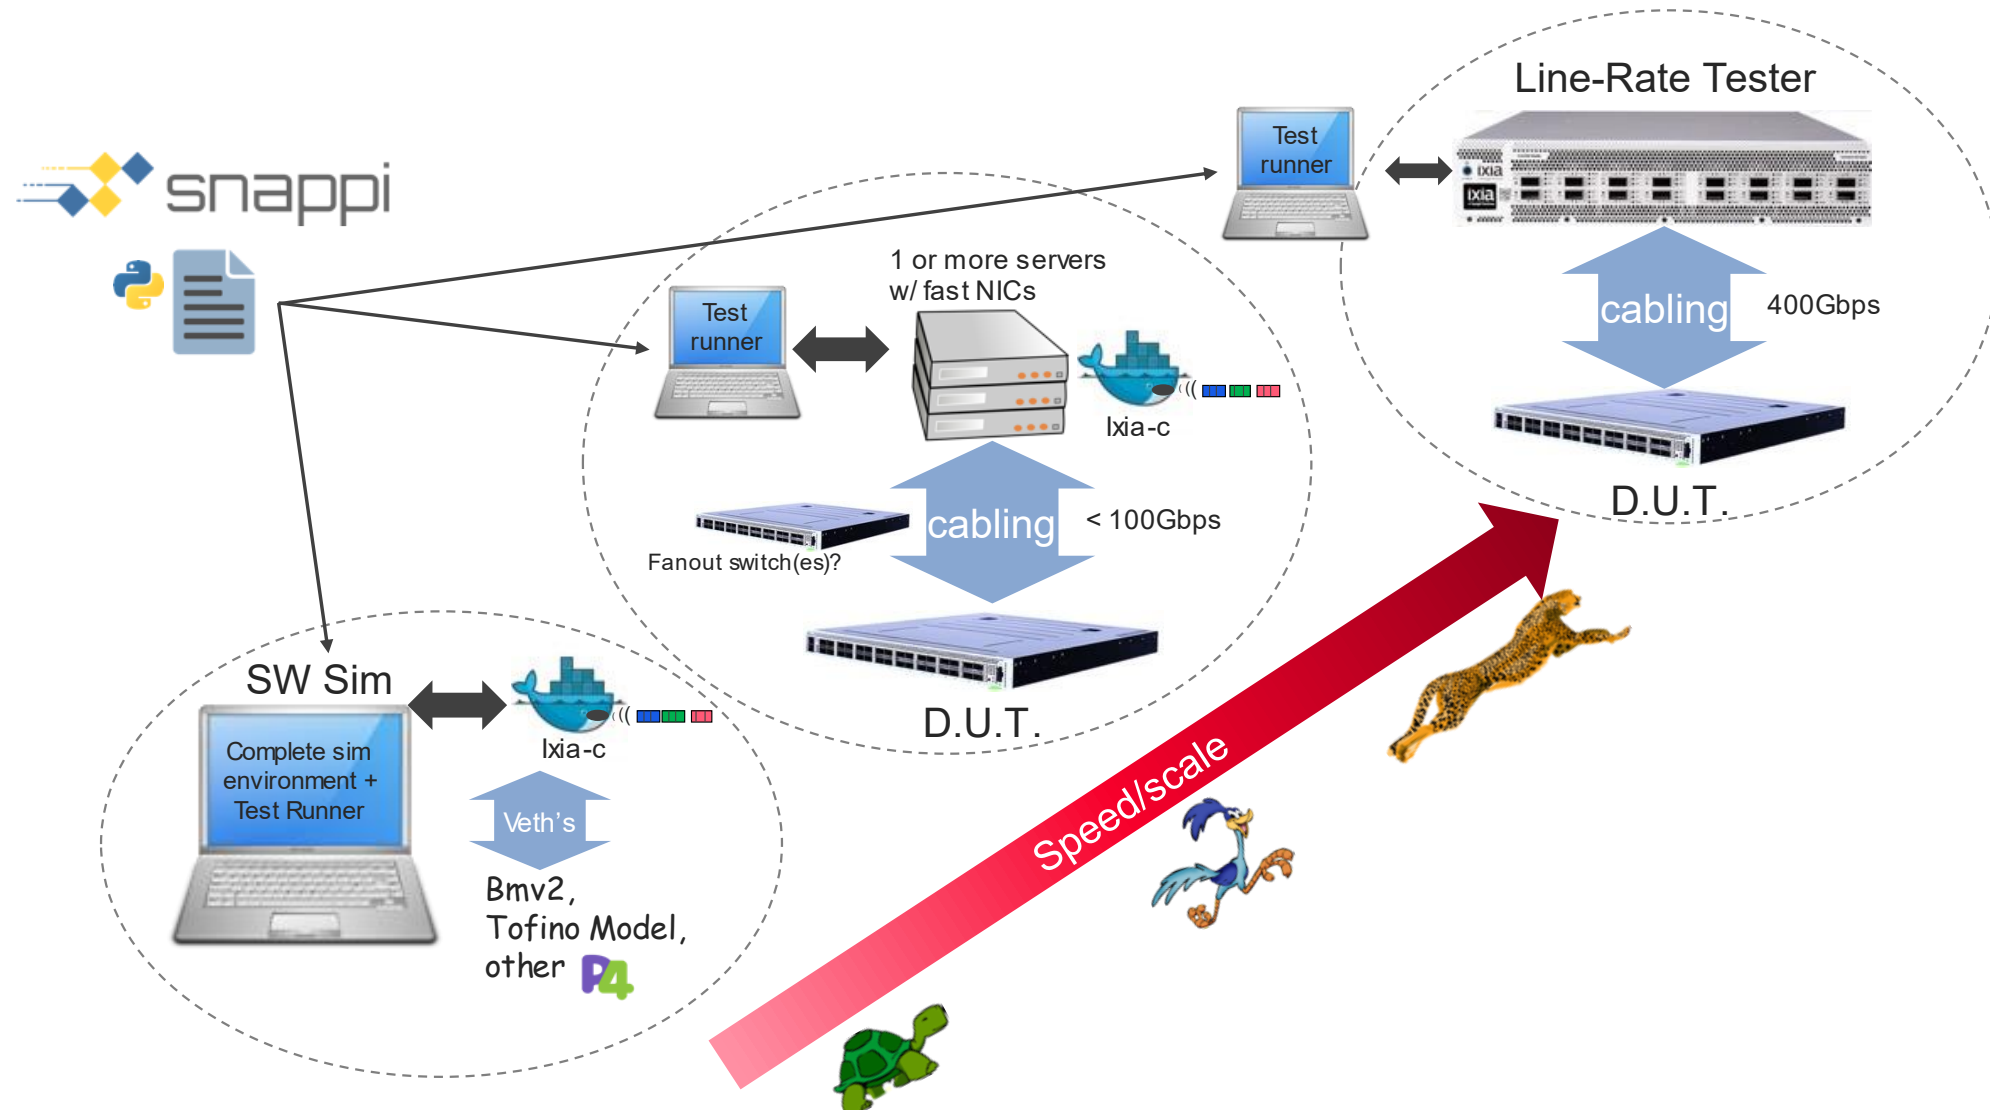 snappi
Line-Rate Tester
Test
runner
ixia
ixia
cabling
400Gbps
D.U.T.
1 or more servers
w/ fast NICs
Test
runner
Ixia-c
cabling
< 100Gbps
Fanout switch(es)?
D.U.T.
SW Sim
Complete sim
environment +
Test Runner
Ixia-c
Veth's
Bmv2,
Tofino Model,
other P4
Speed/scale